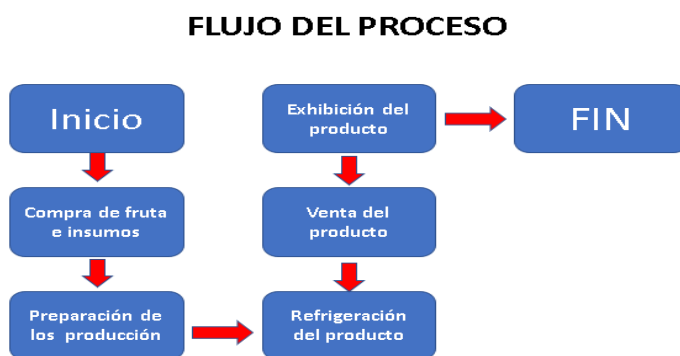 FLUJO DEL PROCESO
Inicio
Compra de fruta
e insumos
Preparación de
los producción
Exhibición del
producto
Venta del
producto
Refrigeración
del producto
FIN